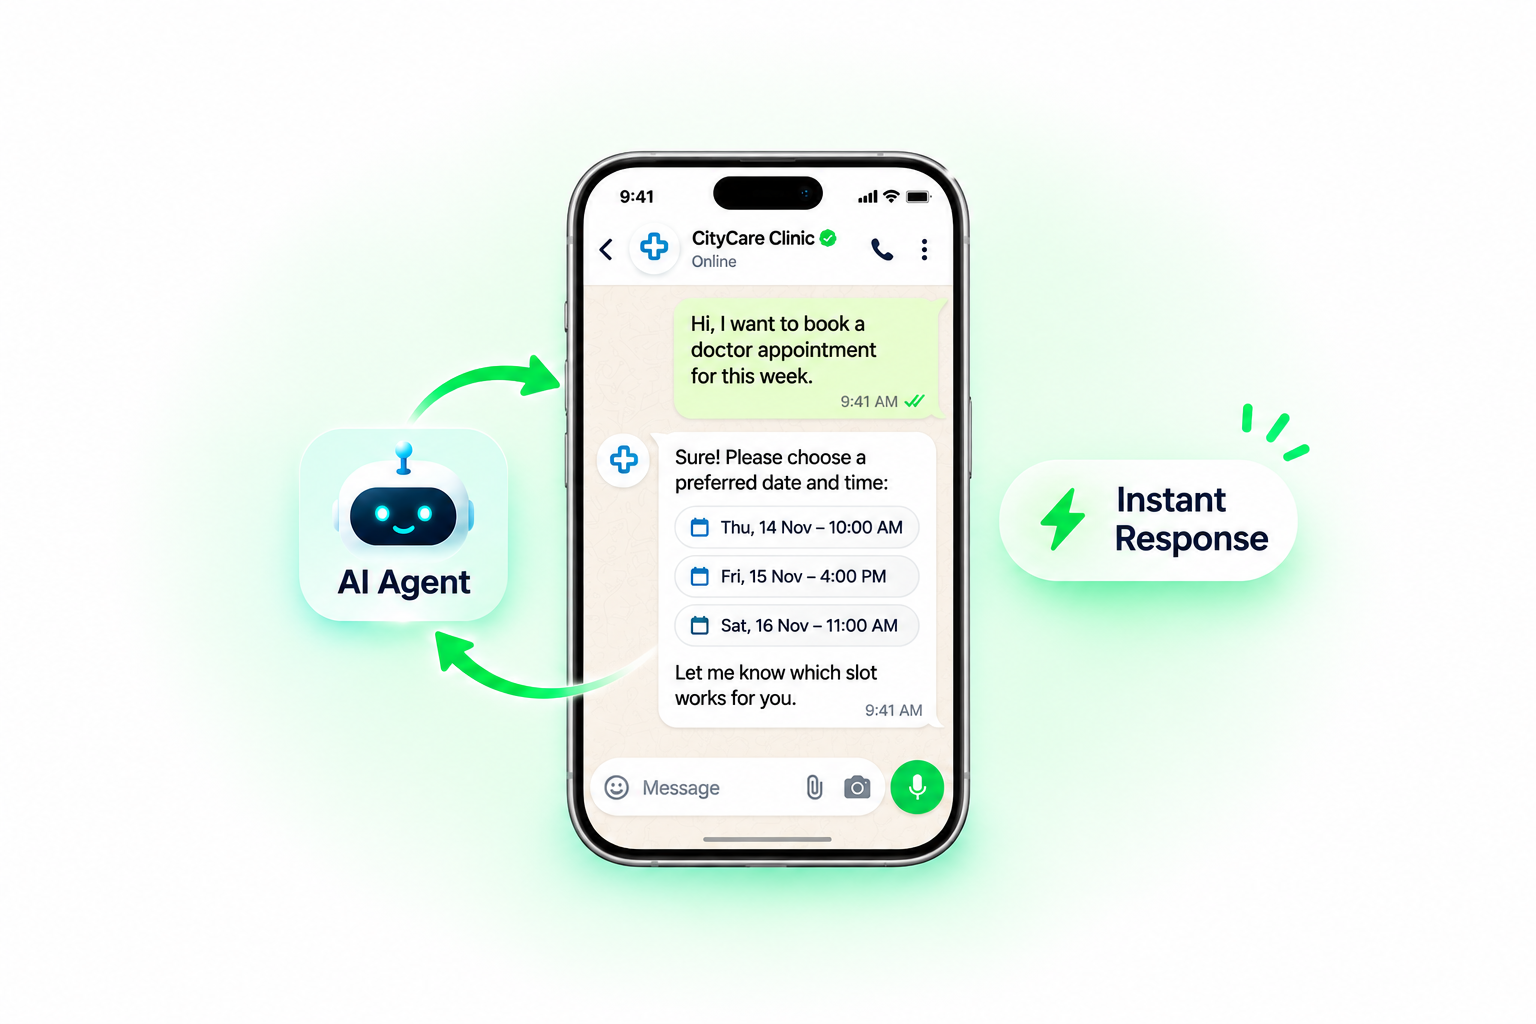 9:41
CityCare Clinic
Online
Hi, I want to book a
doctor appointment
for this week.
9:41 AM
Sure! Please choose a
preferred date and time:
Thu, 14 Nov – 10:00 AM
Fri, 15 Nov – 4:00 PM
Sat, 16 Nov – 11:00 AM
Let me know which slot
works for you.
9:41 AM
Message
AI Agent
Instant
Response